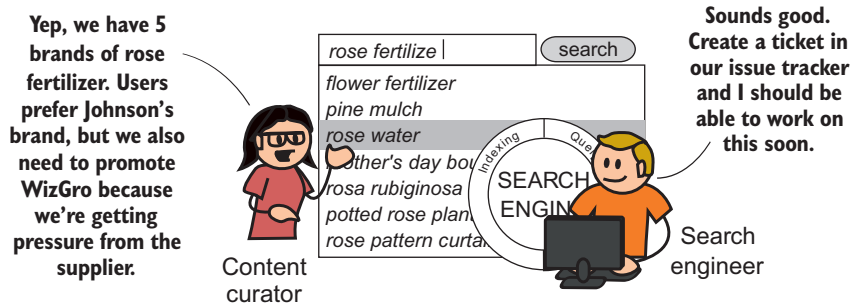 Yep, we have 5
brands of rose
fertilizer. Users
prefer Johnson's
brand, but we also
need to promote
WizGro because
we're getting
pressure from the
supplier.
rose fertilize
search
flower fertilizer
pine mulch
rose water
rosa rubiginosa
potted rose
rose pattern
Indexing
SEARCH
Content
curator
Sounds good.
Create a ticket in
our issue tracker
and I should be
able to work on
this soon.
Search
engineer